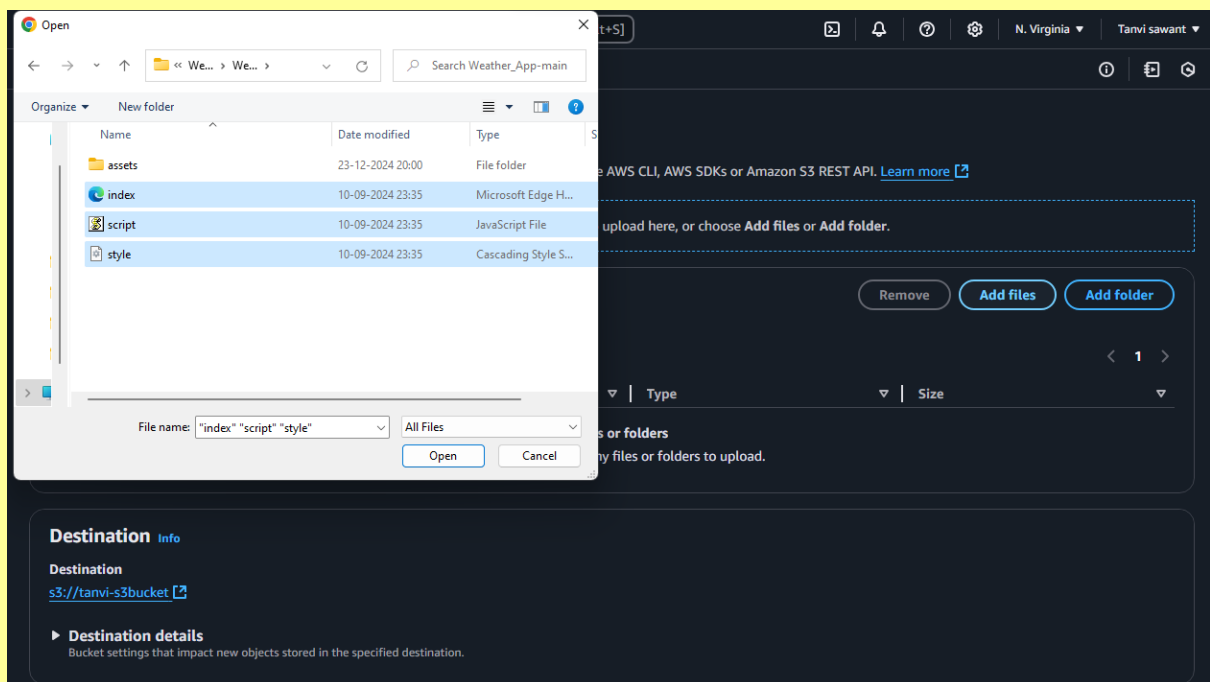 Open
t+S]
N. Virginia
Tanvi sawant
« We... › We... ›
Search Weather_App-main
Organize
New folder
Name
Date modified
Type
S
assets
23-12-2024 20:00
File folder
index
10-09-2024 23:35
Microsoft Edge H...
script
10-09-2024 23:35
JavaScript File
style
10-09-2024 23:35
Cascading Style S...
File name:
"index" "script" "style"
All Files
Open
Cancel
e AWS CLI, AWS SDKs or Amazon S3 REST API. Learn more
upload here, or choose Add files or Add folder.
Remove
Add files
Add folder
1
Type
Size
s or folders
ny files or folders to upload.
Destination Info
Destination
s3://tanvi-s3bucket
Destination details
Bucket settings that impact new objects stored in the specified destination.